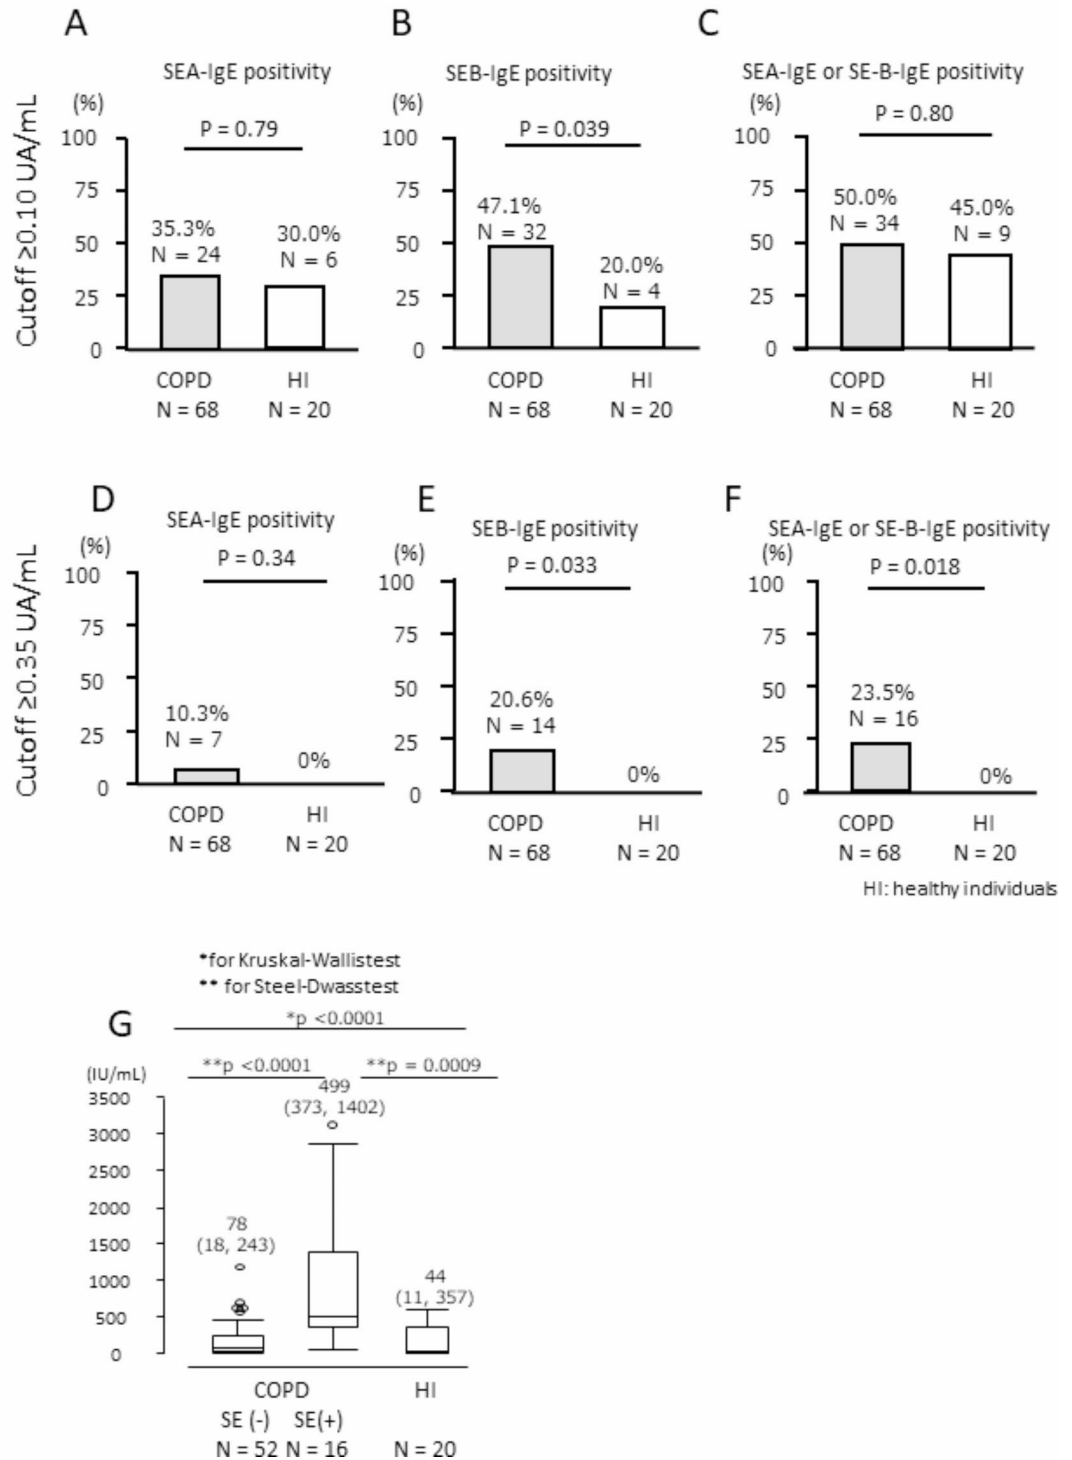 A
B
C
SEA-IgE positivity
SEB-IgE positivity
SEA-IgE or SE-B-IgE positivity
Cutoff ≥0.10 UA/mL
(%)
P = 0.79
100
75
50
25
0
35.3%
N = 24
30.0%
N = 6
COPD
N = 68
HI
N = 20
(%)
P = 0.039
100
75
50
25
0
47.1%
N = 32
20.0%
N = 4
COPD
N = 68
HI
N = 20
(%)
P = 0.80
100
75
50
25
0
50.0%
N = 34
45.0%
N = 9
COPD
N = 68
HI
N = 20
D
E
F
SEA-IgE positivity
SEB-IgE positivity
SEA-IgE or SE-B-IgE positivity
Cutoff ≥0.35 UA/mL
(%)
P = 0.34
100
75
50
25
0
10.3%
N = 7
0%
COPD
N = 68
HI
N = 20
(%)
P = 0.033
100
75
50
25
0
20.6%
N = 14
0%
COPD
N = 68
HI
N = 20
(%)
P = 0.018
100
75
50
25
0
23.5%
N = 16
0%
COPD
N = 68
HI
N = 20
HI: healthy individuals
*for Kruskal-Wallistest
** for Steel-Dwasstest
G
*p <0.0001
**p <0.0001
**p = 0.0009
(IU/mL)
3500
3000
2500
2000
1500
1000
500
0
78
(18, 243)
499
(373, 1402)
44
(11, 357)
COPD
HI
SE (-) SE(+)
N = 52 N = 16 N = 20